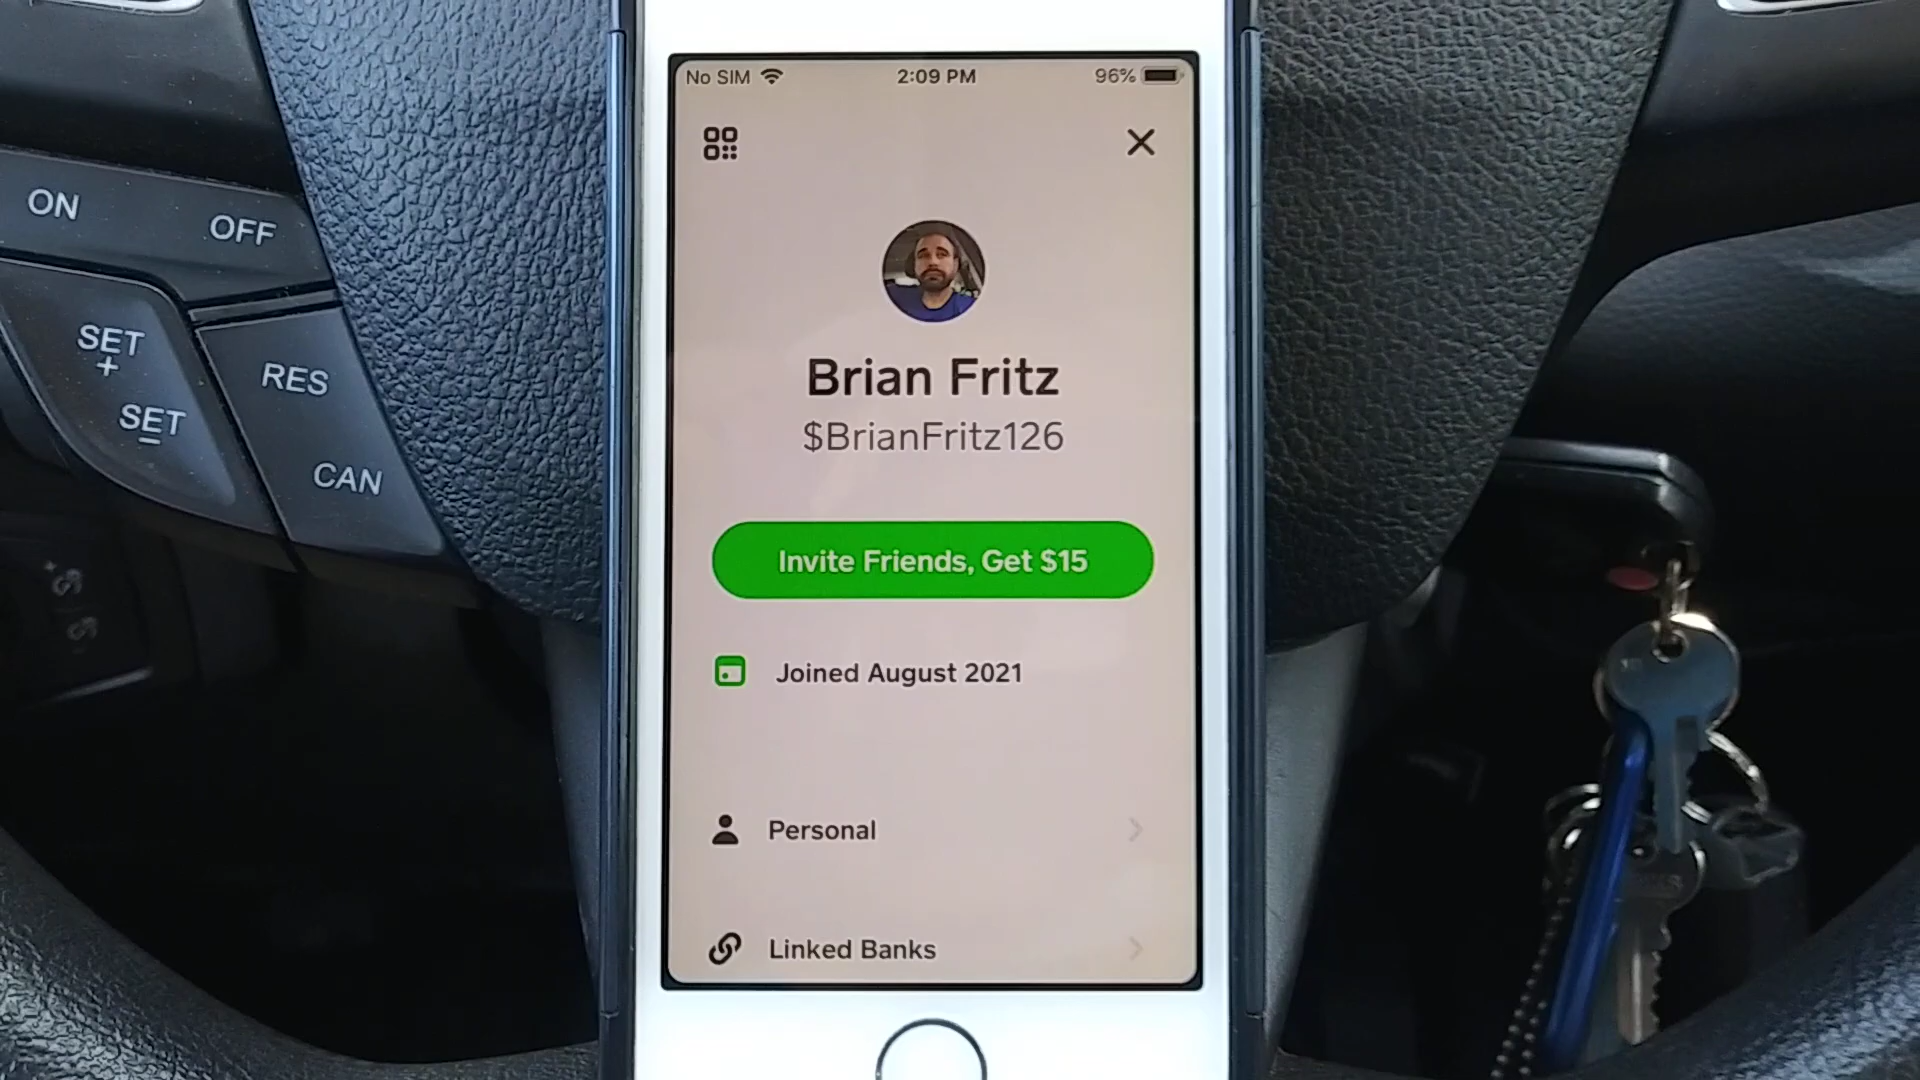 No SIM 2:09 PM 96%
ON OFF
SET
+
SET
–
RES
CAN
Brian Fritz
$BrianFritz126
Invite Friends, Get $15
Joined August 2021
Personal
Linked Banks